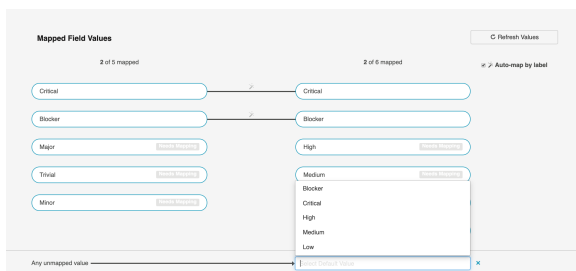 Mapped Field Values
Refresh Values
2 of 5 mapped
2 of 6 mapped
Auto-map by label
Critical
Critical
Blocker
Blocker
Major Needs Mapping
High Needs Mapping
Trivial Needs Mapping
Medium Needs Mapping
Minor Needs Mapping
Blocker
Critical
High
Medium
Low
Any unmapped value
Select Default Value
×